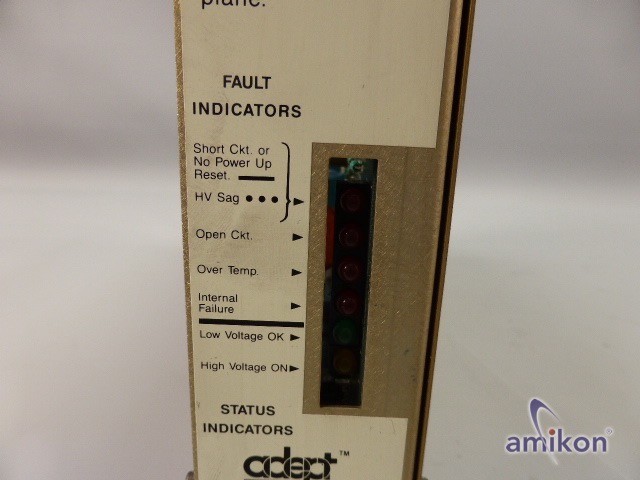 plane.
FAULT
INDICATORS
Short Ckt. or
No Power Up
Reset.
HV Sag
Open Ckt.
Over Temp.
Internal
Failure
Low Voltage OK
High Voltage ON
STATUS
INDICATORS
adept™
amikon®